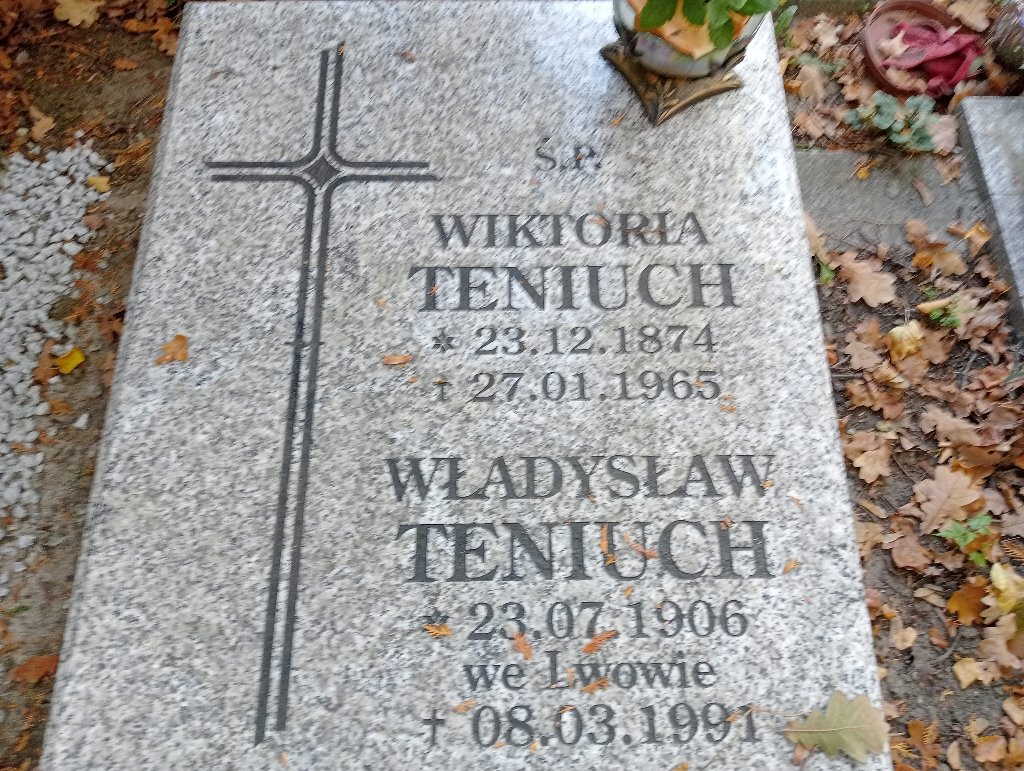 Ś.P.
WIKTORIA
TENIUCH
* 23.12.1874
† 27.01.1965
WŁADYSŁAW
TENIUCH
* 23.07.1906
we Lwowie
† 08.03.1991